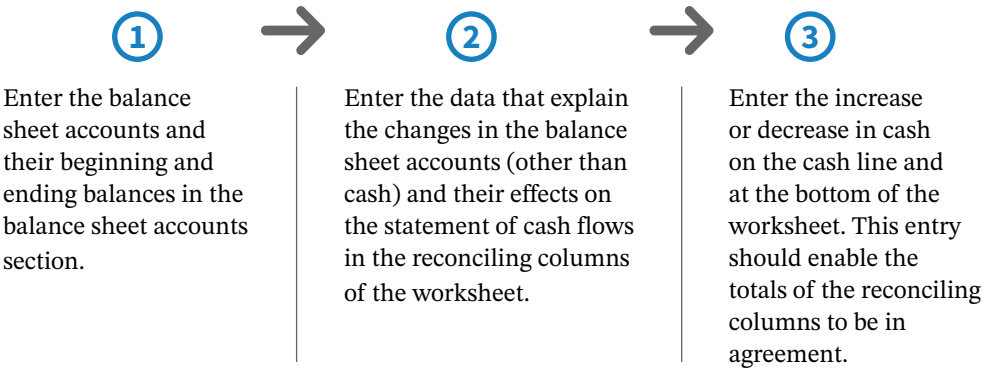 1
Enter the balance
sheet accounts and
their beginning and
ending balances in the
balance sheet accounts
section.
2
Enter the data that explain
the changes in the balance
sheet accounts (other than
cash) and their effects on
the statement of cash flows
in the reconciling columns
of the worksheet.
3
Enter the increase
or decrease in cash
on the cash line and
at the bottom of the
worksheet. This entry
should enable the
totals of the reconciling
columns to be in
agreement.